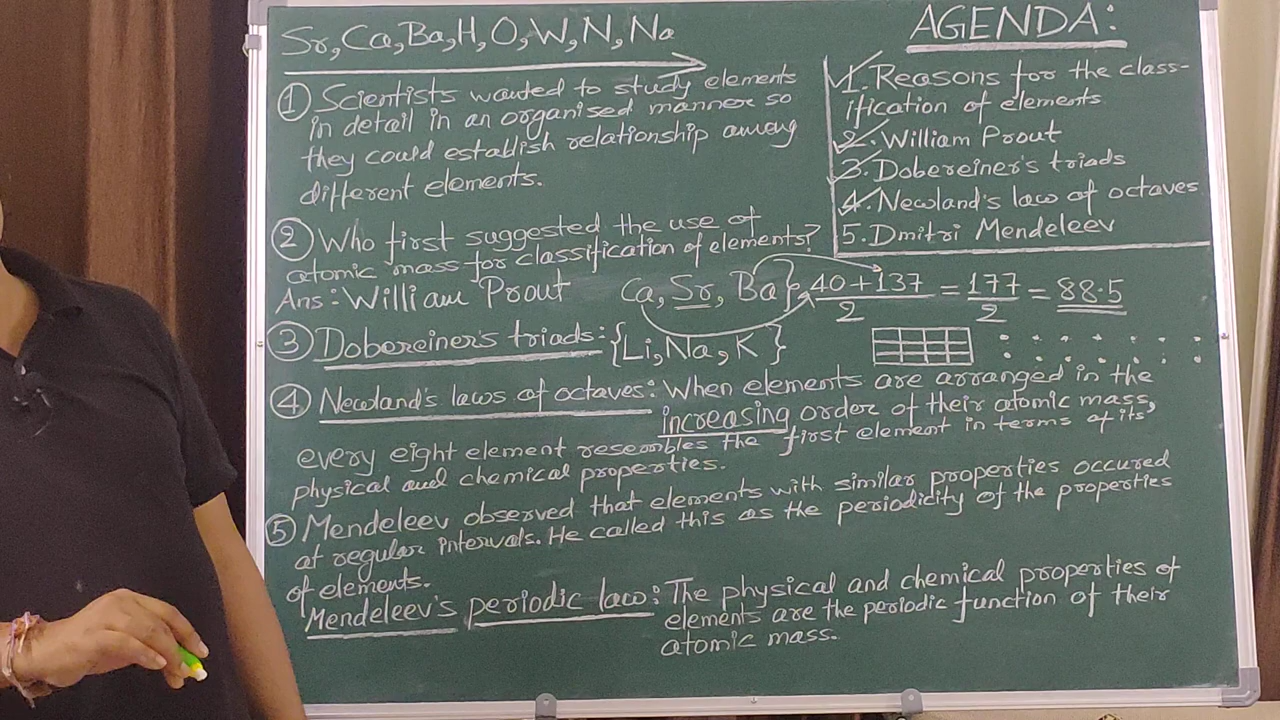 Sr, Ca, Ba, H, O, W, N, Na
AGENDA:
1. Reasons for the class-
ification of elements
2. William Prout
3. Dobereiner's triads
4. Newland's law of octaves
5. Dmitri Mendeleev
① Scientists wanted to study elements
in detail in an organised manner so
they could establish relationship among
different elements.
② Who first suggested the use of
atomic mass for classification of elements?
Ans: William Prout
Ca, Sr, Ba} 40+137/2 = 177/2 = 88.5
③ Dobereiner's triads: {Li, Na, K}
④ Newland's laws of octaves: When elements are arranged in the
increasing order of their atomic mass,
every eight element resembles the first element in terms of its
physical and chemical properties.
⑤ Mendeleev observed that elements with similar properties occured
at regular intervals. He called this as the periodicity of the properties
of elements.
Mendeleev's periodic law: The physical and chemical properties of
elements are the periodic function of their
atomic mass.